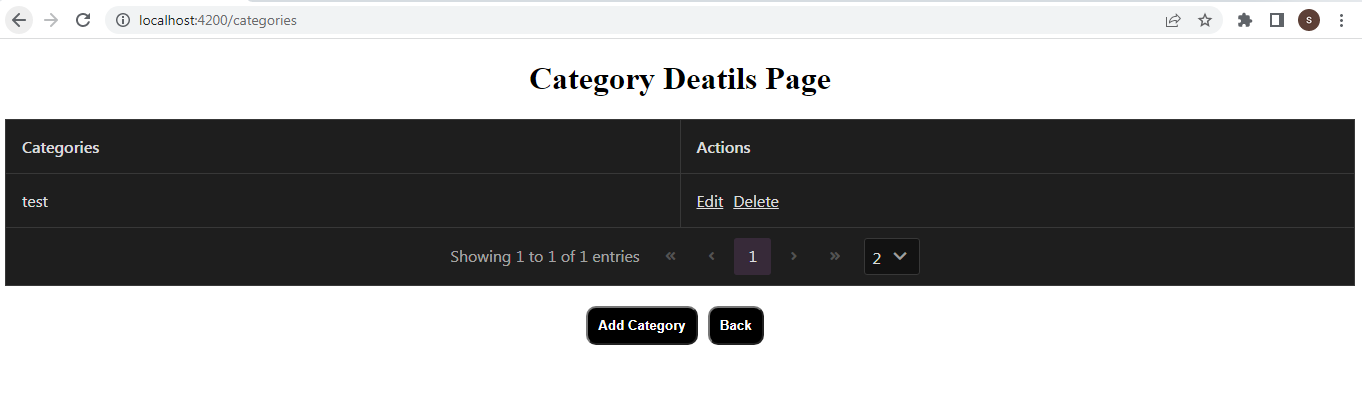 localhost:4200/categories
S
Category Deatils Page
Categories Actions
test Edit Delete
Showing 1 to 1 of 1 entries « ‹ 1 › » 2
Add Category Back